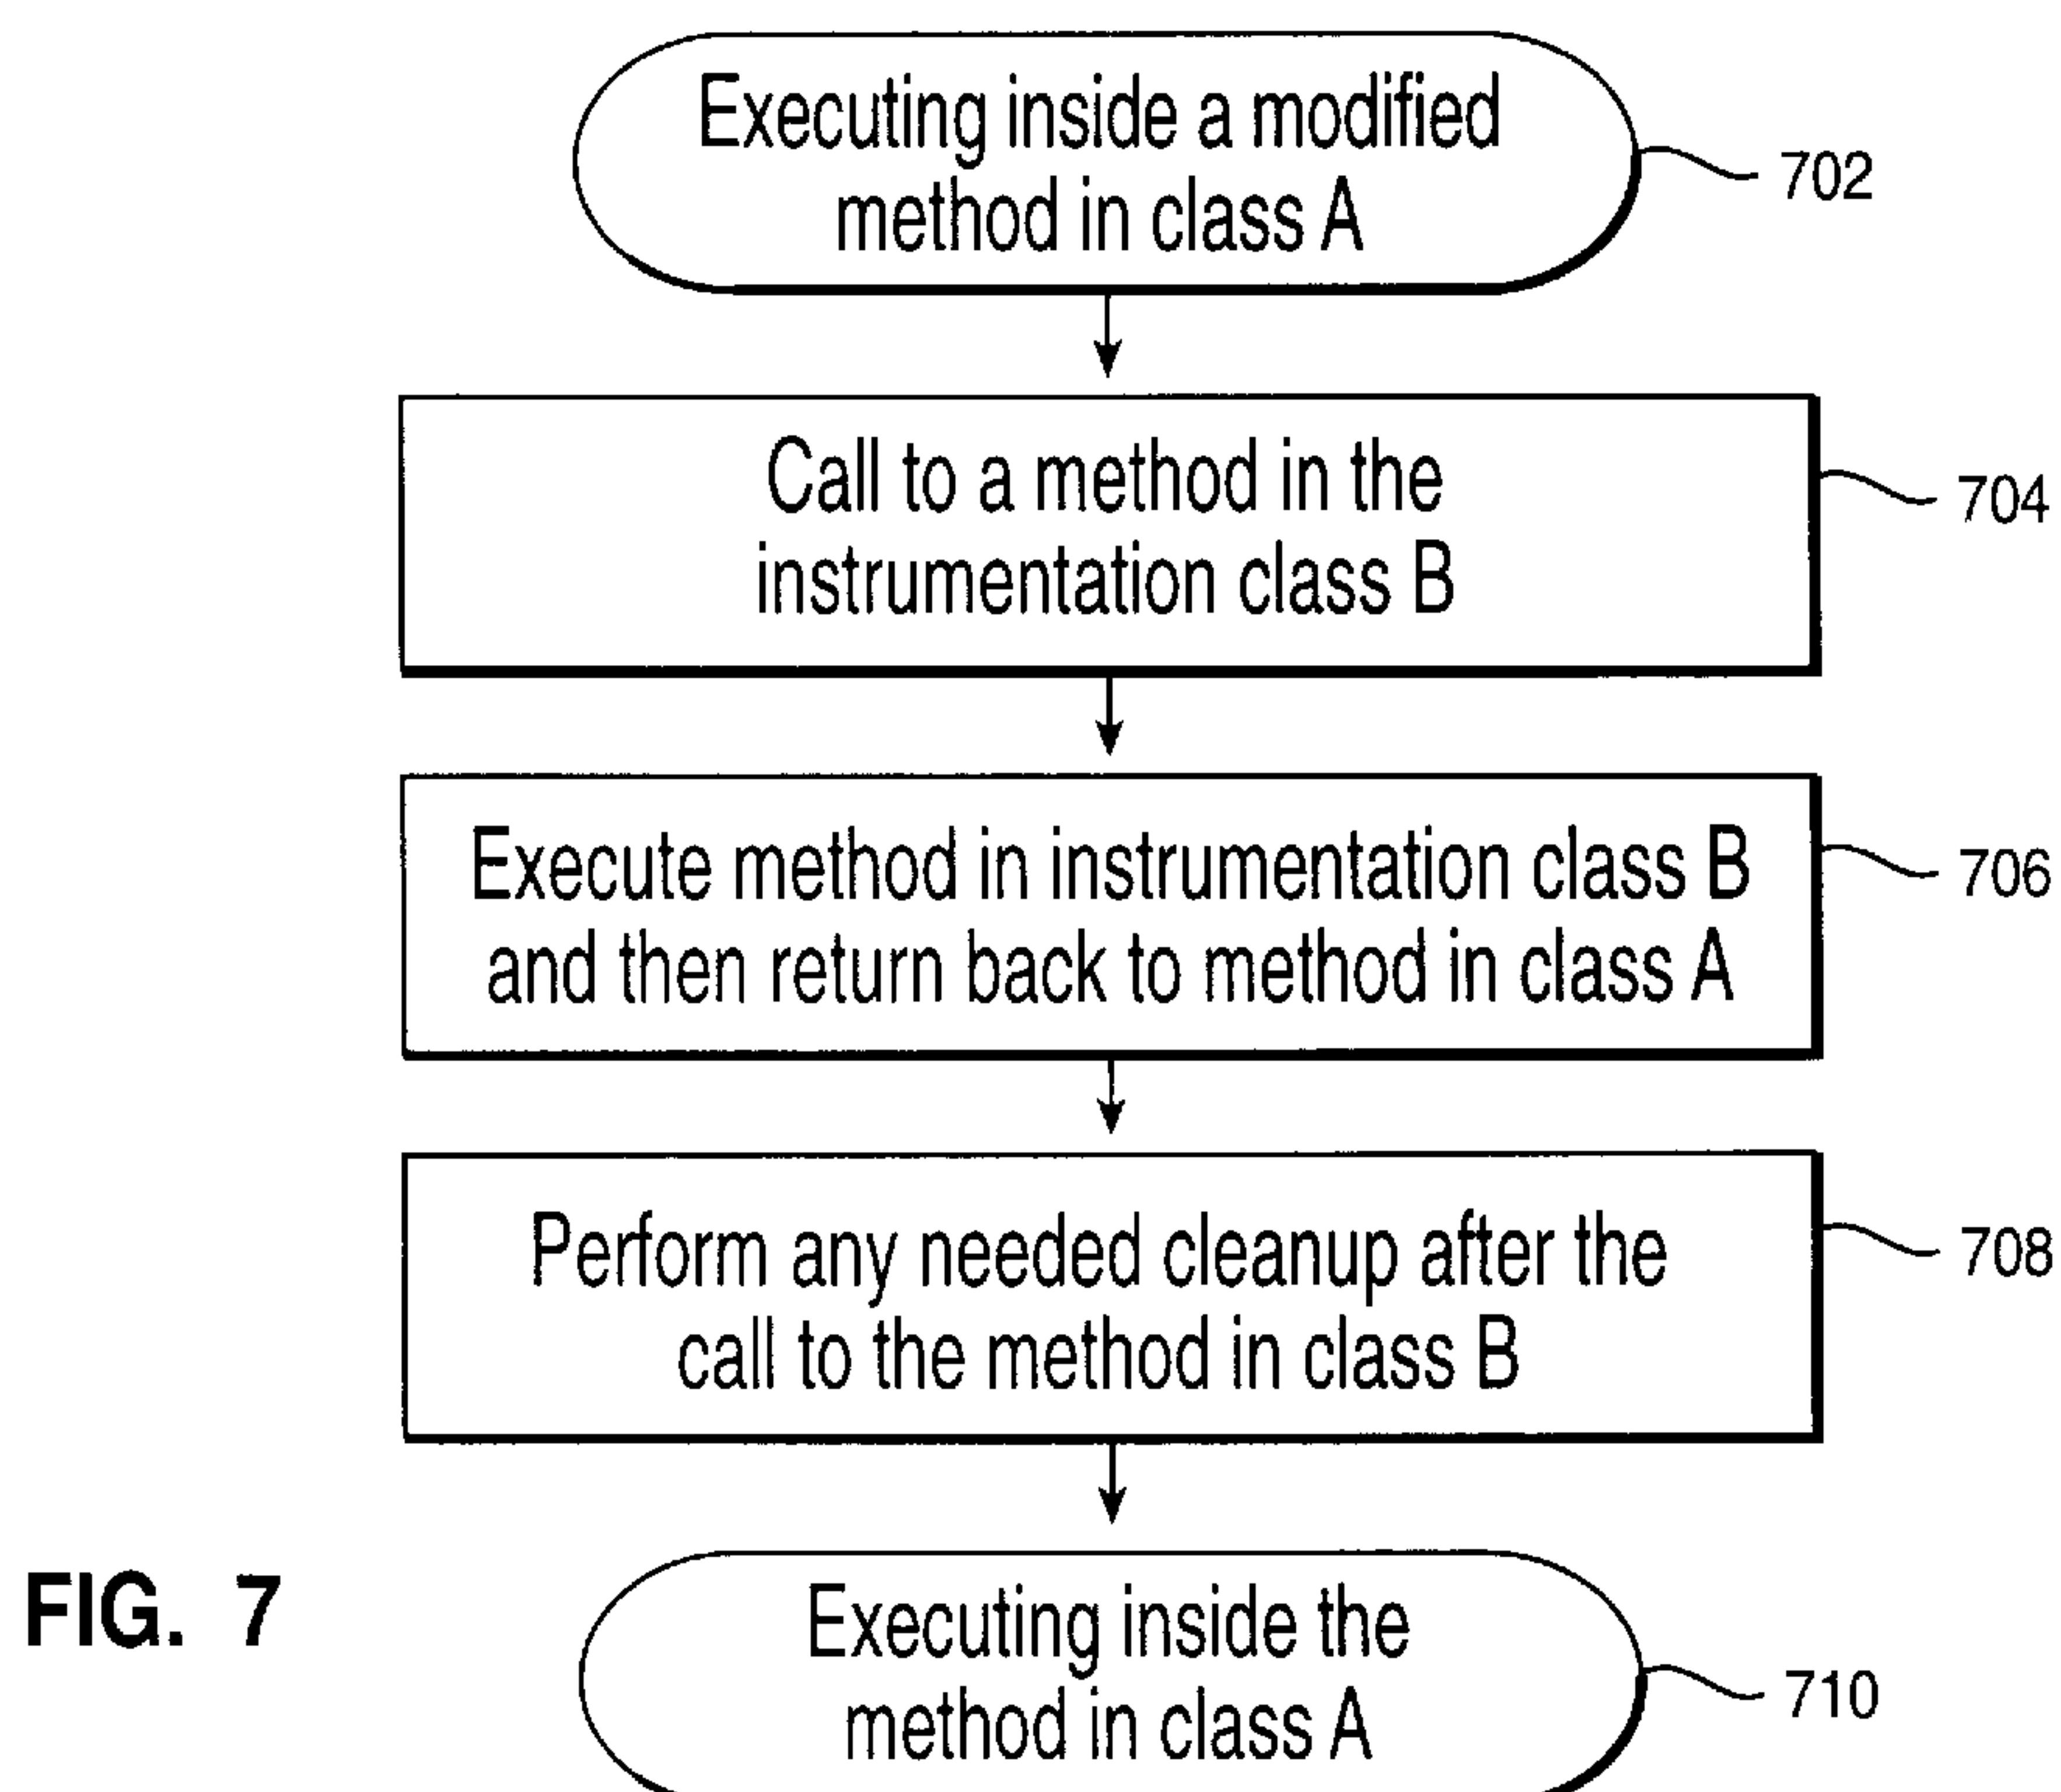 Executing inside a modified
method in class A
702
Call to a method in the
instrumentation class B
704
Execute method in instrumentation class B
and then return back to method in class A
706
Perform any needed cleanup after the
call to the method in class B
708
Executing inside the
method in class A
710
FIG. 7